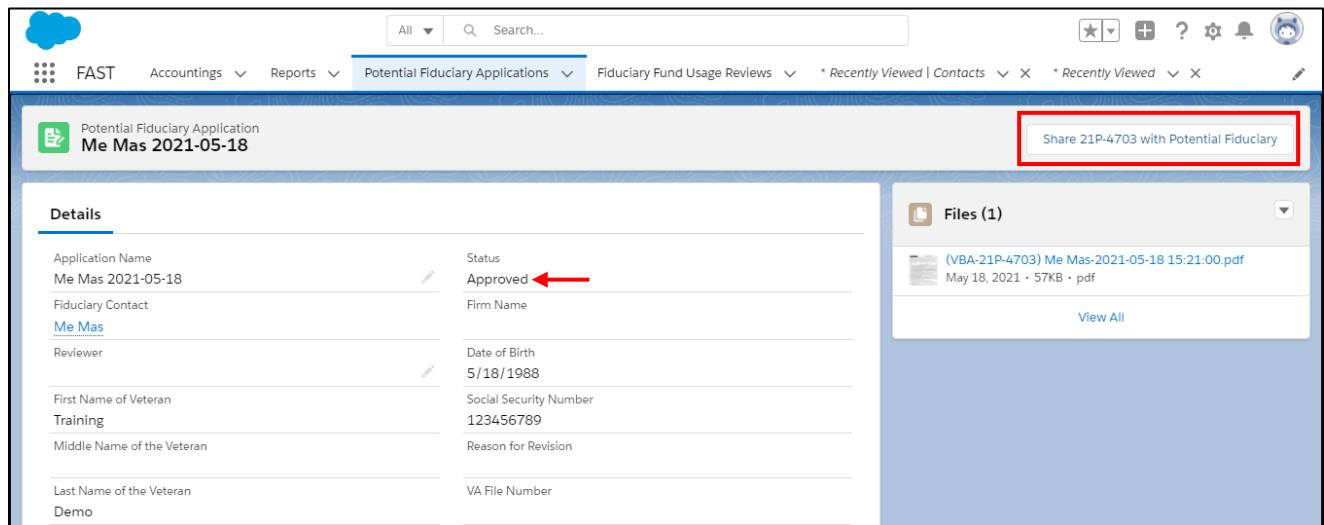 All Search...
FAST Accountings Reports Potential Fiduciary Applications Fiduciary Fund Usage Reviews * Recently Viewed | Contacts * Recently Viewed
Potential Fiduciary Application
Me Mas 2021-05-18
Share 21P-4703 with Potential Fiduciary
Details
Application Name
Me Mas 2021-05-18
Status
Approved
Fiduciary Contact
Me Mas
Firm Name
Reviewer
Date of Birth
5/18/1988
First Name of Veteran
Training
Social Security Number
123456789
Middle Name of the Veteran
Reason for Revision
Last Name of the Veteran
Demo
VA File Number
Files (1)
(VBA-21P-4703) Me Mas-2021-05-18 15:21:00.pdf
May 18, 2021 • 57KB • pdf
View All